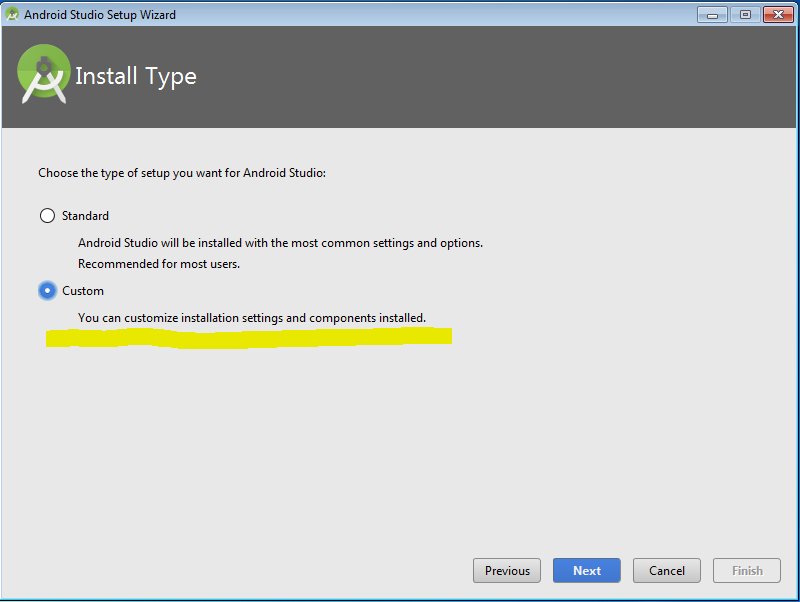 Android Studio Setup Wizard
Install Type
Choose the type of setup you want for Android Studio:
Standard
Android Studio will be installed with the most common settings and options.
Recommended for most users.
Custom
You can customize installation settings and components installed.
Previous Next Cancel Finish